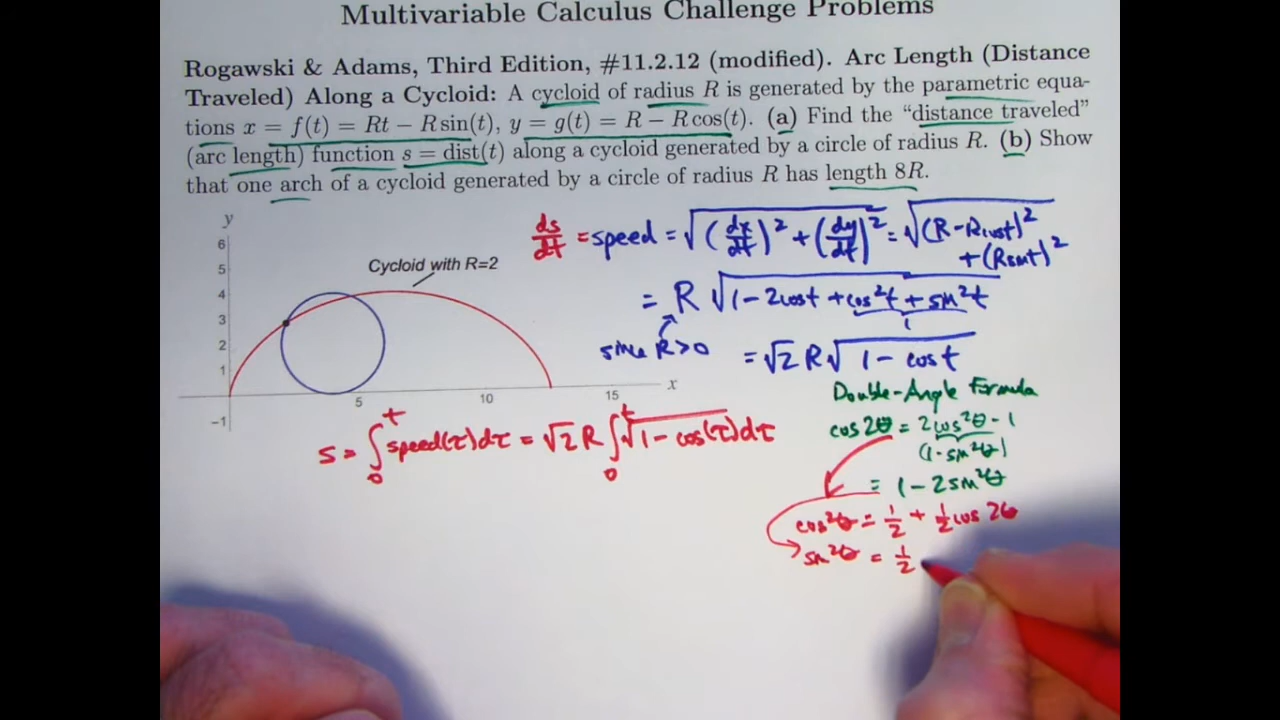 Multivariable Calculus Challenge Problems
Rogawski & Adams, Third Edition, #11.2.12 (modified). Arc Length (Distance
Traveled) Along a Cycloid: A cycloid of radius R is generated by the parametric equa-
tions x = f(t) = Rt − R sin(t), y = g(t) = R − R cos(t). (a) Find the “distance traveled”
(arc length) function s = dist(t) along a cycloid generated by a circle of radius R. (b) Show
that one arch of a cycloid generated by a circle of radius R has length 8R.
y
6
5
4
3
2
1
−1
5
10
15
x
Cycloid with R=2
ds/dt = speed = √((dx/dt)² + (dy/dt)²) = √((R − R cos t)²
+ (R sin t)²
= R √(1 − 2cos t + cos²t + sin²t
1
since R > 0
= √2 R √(1 − cos t
Double-Angle Formula
cos 2θ = 2cos²θ − 1
(1 − sin²θ)
= 1 − 2 sin²θ
s = ∫₀ᵗ speed(τ) dτ = √2 R ∫₀ᵗ √(1 − cos(τ)) dτ
cos²θ = 1/2 + 1/2 cos 2θ
sin²θ = 1/2